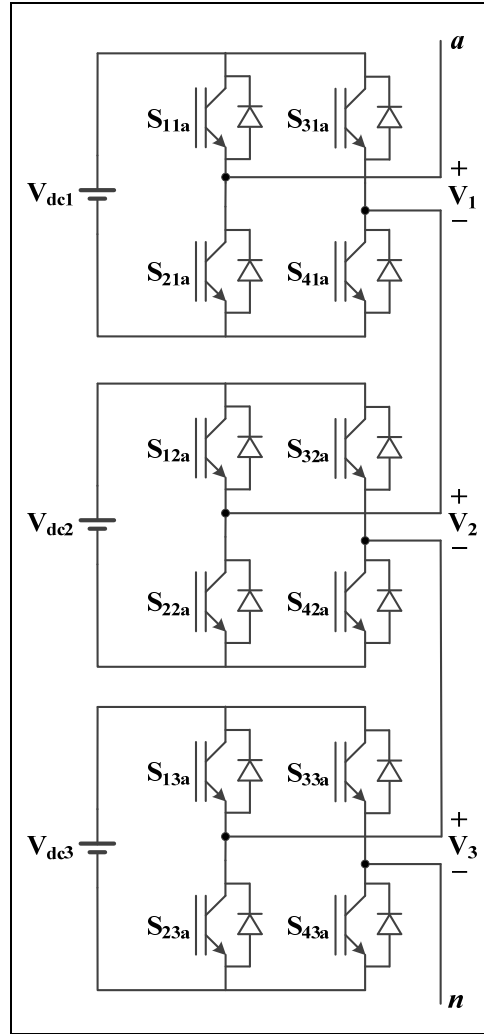 a
S11a
S31a
+
Vdc1
V1
−
S21a
S41a
S12a
S32a
+
Vdc2
V2
−
S22a
S42a
S13a
S33a
+
Vdc3
V3
−
S23a
S43a
n